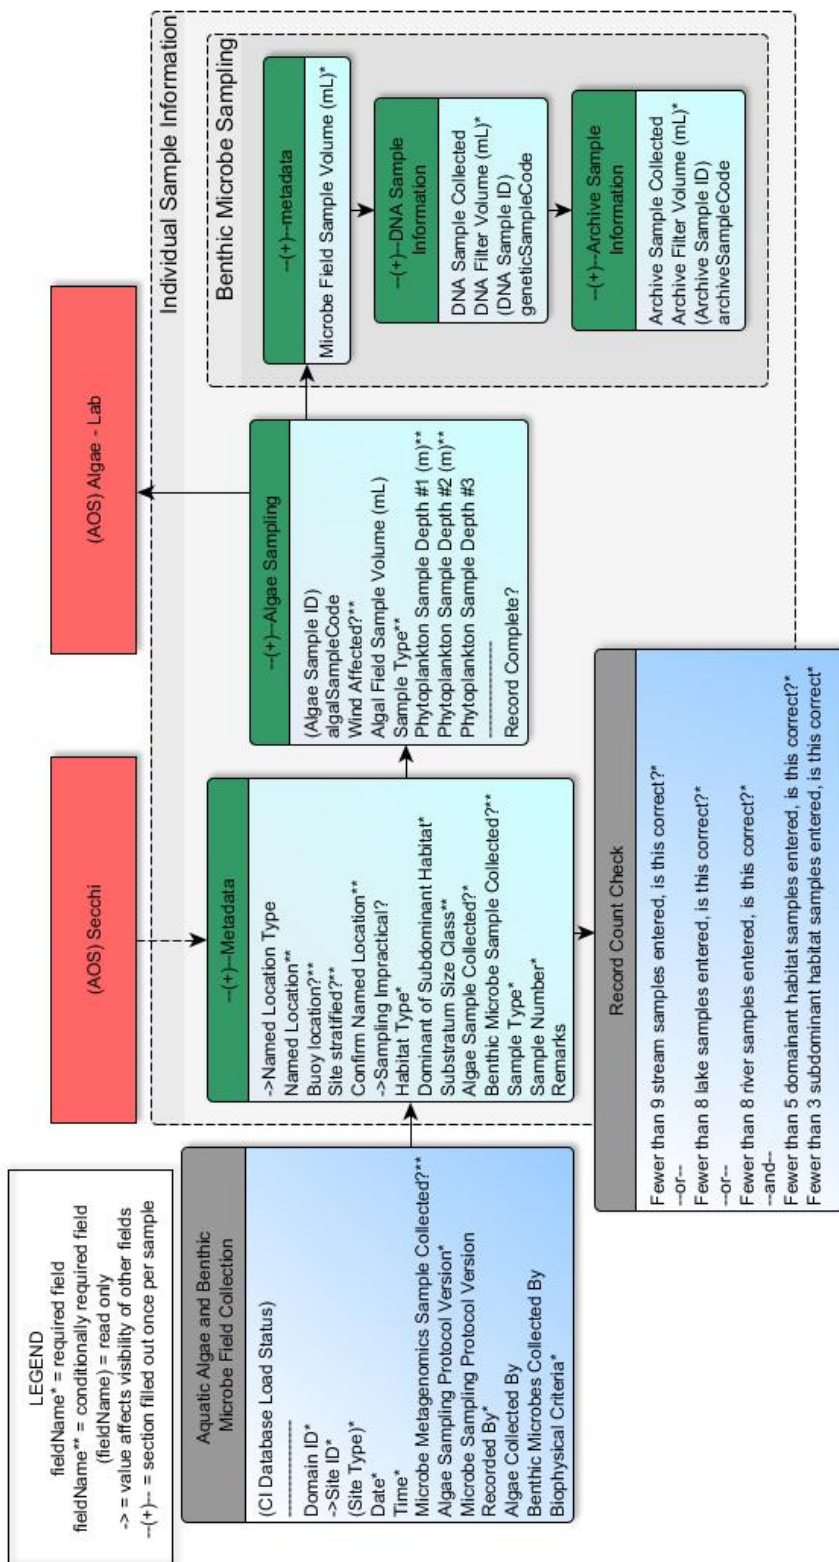 LEGEND
fieldName* = required field
fieldName** = conditionally required field
(fieldName) = read only
-> = value affects visibility of other fields
--(+)-- = section filled out once per sample
Aquatic Algae and Benthic
Microbe Field Collection
(CI Database Load Status)
--------------
Domain ID*
->Site ID*
(Site Type)*
Date*
Time*
Microbe Metagenomics Sample Collected?**
Algae Sampling Protocol Version*
Microbe Sampling Protocol Version
Recorded By*
Algae Collected By
Benthic Microbes Collected By
Biophysical Criteria*
(AOS) Secchi
(AOS) Algae - Lab
Individual Sample Information
--(+)--Metadata
->Named Location Type
Named Location**
Buoy location?**
Site stratified?**
Confirm Named Location**
->Sampling Impractical?
Habitat Type*
Dominant of Subdominant Habitat*
Substratum Size Class**
Algae Sample Collected?*
Benthic Microbe Sample Collected?**
Sample Type*
Sample Number*
Remarks
--(+)--Algae Sampling
(Algae Sample ID)
algalSampleCode
Wind Affected?**
Algal Field Sample Volume (mL)
Sample Type**
Phytoplankton Sample Depth #1 (m)**
Phytoplankton Sample Depth #2 (m)**
Phytoplankton Sample Depth #3
--------------
Record Complete?
Benthic Microbe Sampling
--(+)--metadata
Microbe Field Sample Volume (mL)*
--(+)--DNA Sample
Information
DNA Sample Collected
DNA Filter Volume (mL)*
(DNA Sample ID)
geneticSampleCode
--(+)--Archive Sample
Information
Archive Sample Collected
Archive Filter Volume (mL)*
(Archive Sample ID)
archiveSampleCode
Record Count Check
Fewer than 9 stream samples entered, is this correct?*
--or--
Fewer than 8 lake samples entered, is this correct?*
--or--
Fewer than 8 river samples entered, is this correct?*
--and--
Fewer than 5 domainant habitat samples entered, is this correct?*
Fewer than 3 subdominant habitat samples entered, is this correct*